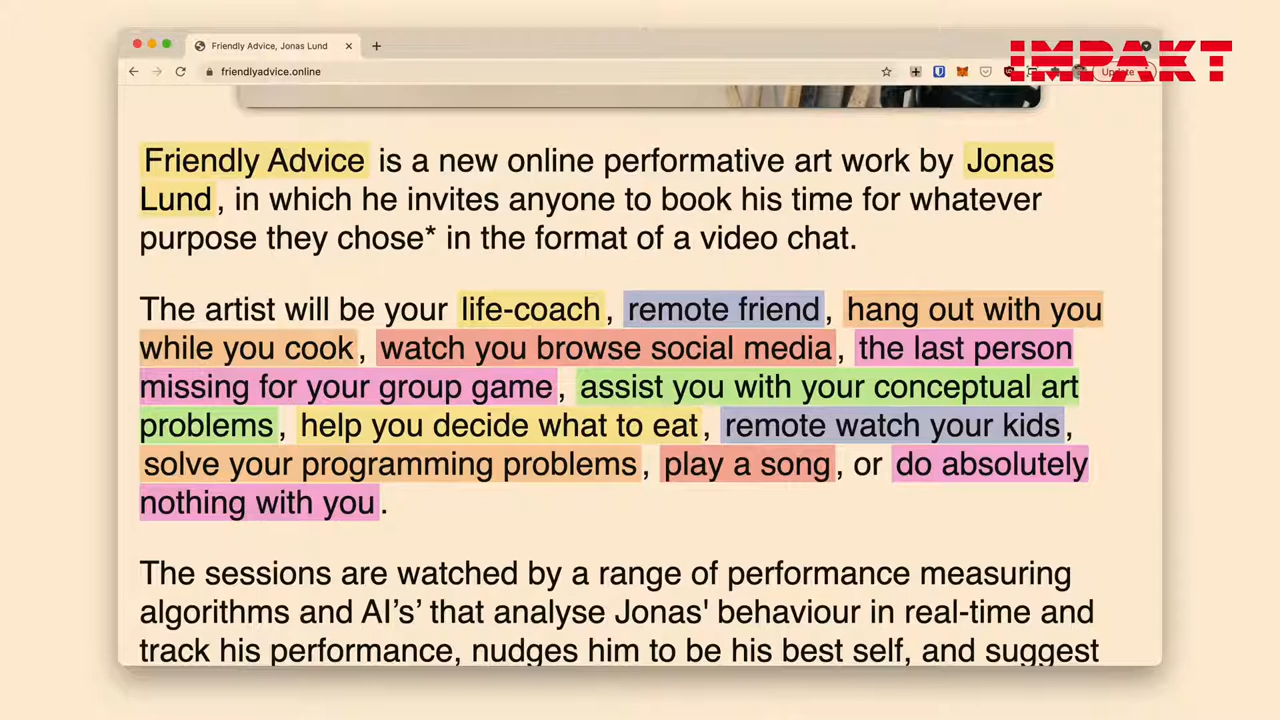 Friendly Advice, Jonas Lund
IMPAKT
friendlyadvice.online
Update
Friendly Advice is a new online performative art work by Jonas
Lund, in which he invites anyone to book his time for whatever
purpose they chose* in the format of a video chat.
The artist will be your life-coach, remote friend, hang out with you
while you cook, watch you browse social media, the last person
missing for your group game, assist you with your conceptual art
problems, help you decide what to eat, remote watch your kids,
solve your programming problems, play a song, or do absolutely
nothing with you.
The sessions are watched by a range of performance measuring
algorithms and AI’s’ that analyse Jonas' behaviour in real-time and
track his performance, nudges him to be his best self, and suggest